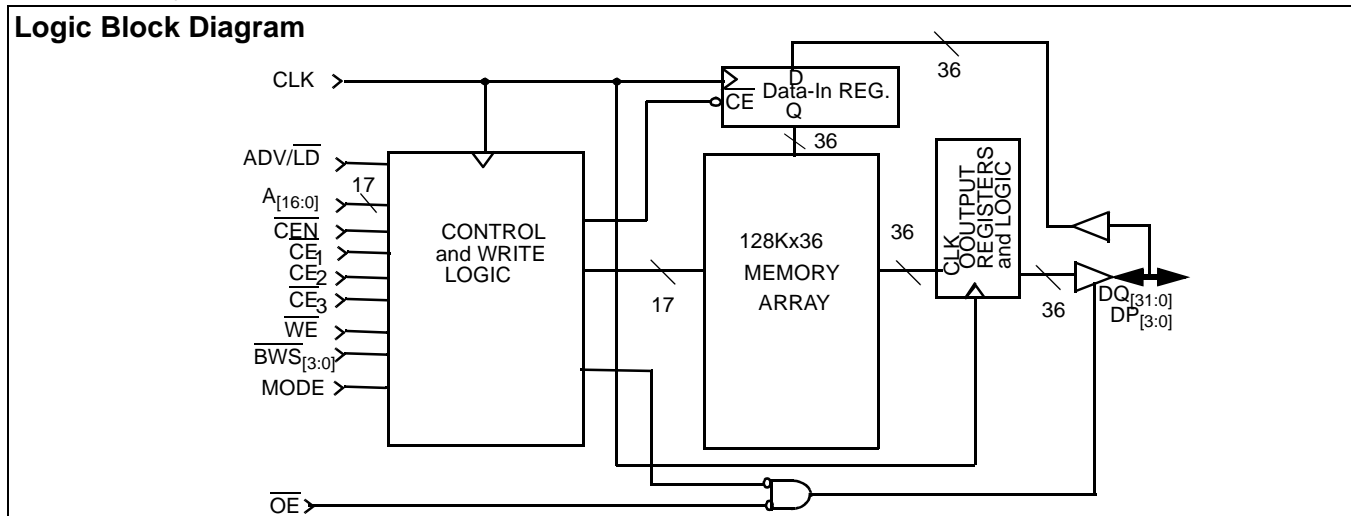 Logic Block Diagram
CLK
36
D
CE Data-In REG.
Q
36
ADV/LD
17
A[16:0]
CEN
CE1
CE2
CE3
WE
BWS[3:0]
MODE
CONTROL
and WRITE
LOGIC
17
128Kx36
MEMORY
ARRAY
36
CLK
OOUTPUT
REGISTERS
and LOGIC
36
DQ[31:0]
DP[3:0]
OE